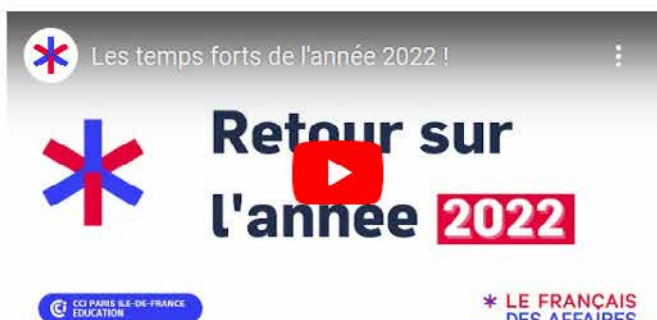 Les temps forts de l'année 2022 !
Retour sur
l'année 2022
CCI PARIS ILE-DE-FRANCE
EDUCATION
* LE FRANÇAIS
DES AFFAIRES